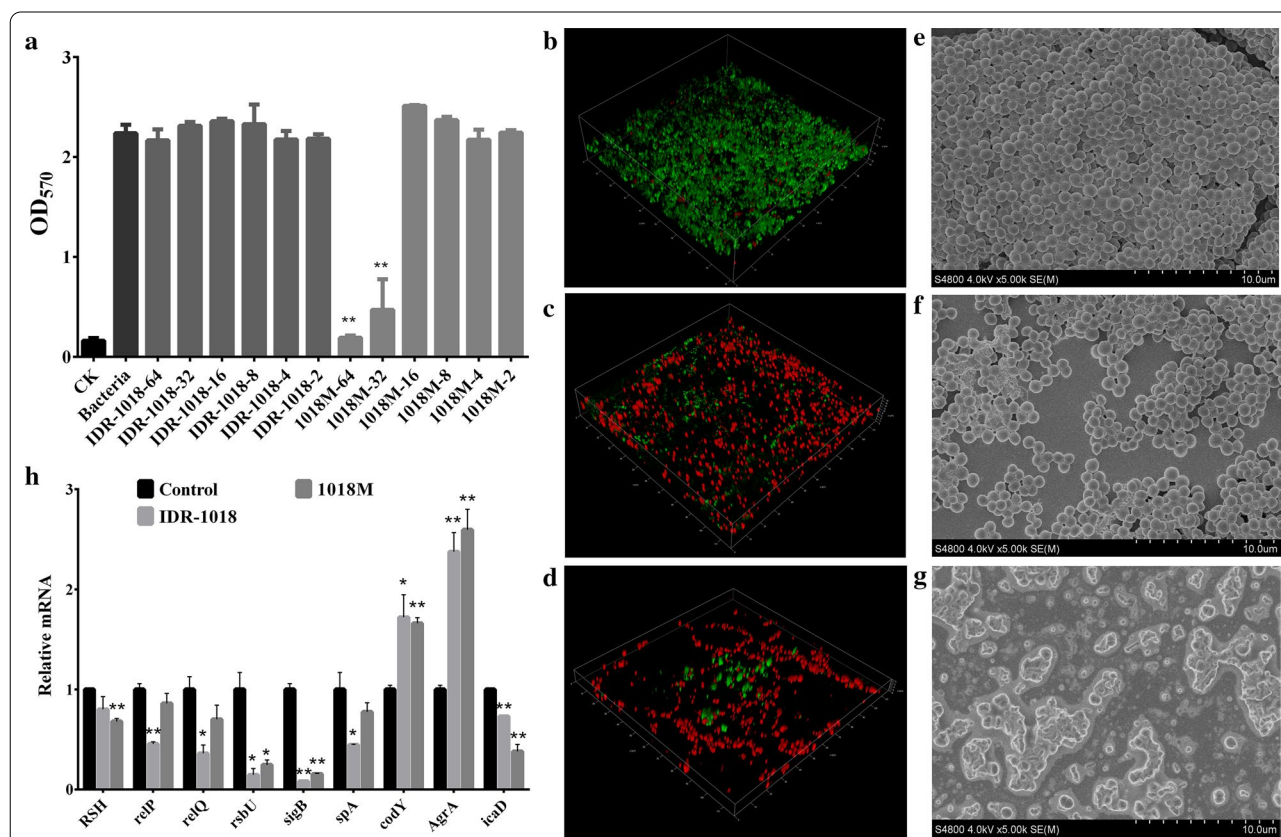 a
3
2
1
0
OD570
**
**
CK
Bacteria
IDR-1018-64
IDR-1018-32
IDR-1018-16
IDR-1018-8
IDR-1018-4
IDR-1018-2
1018M-64
1018M-32
1018M-16
1018M-8
1018M-4
1018M-2
b
c
d
e
S4800 4.0kV x5.00k SE(M) 10.0um
f
S4800 4.0kV x5.00k SE(M) 10.0um
g
S4800 4.0kV x5.00k SE(M) 10.0um
h
3
2
1
0
Relative mRNA
Control
IDR-1018
1018M
**
**
*
*
*
**
**
*
*
**
**
**
**
**
RSH
relP
relQ
rsbU
sigB
spA
codY
AgrA
icaD